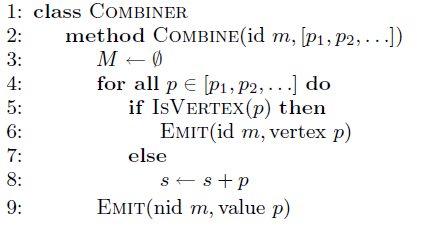 1: class COMBINER
2: method COMBINE(id m, [p₁, p₂, …])
3: M ← ∅
4: for all p ∈ [p₁, p₂, …] do
5: if ISVERTEX(p) then
6: EMIT(id m, vertex p)
7: else
8: s ← s + p
9: EMIT(nid m, value p)